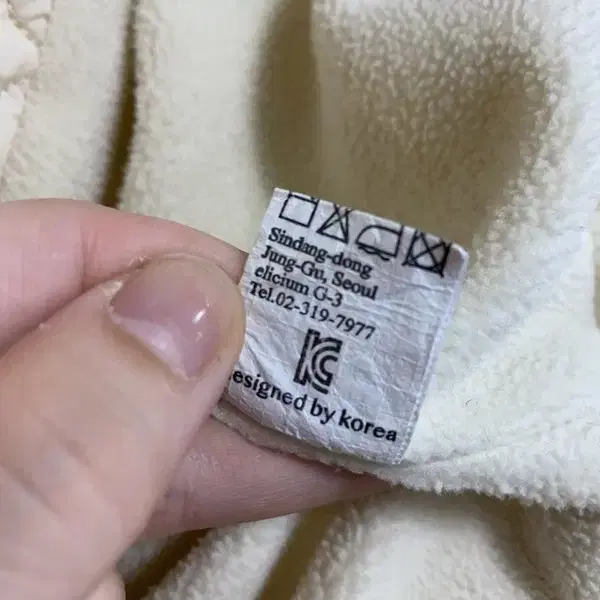 Sindang-dong
Jung-Gu, Seoul
elicium G-3
Tel.02-319-7977
KC
esigned by korea